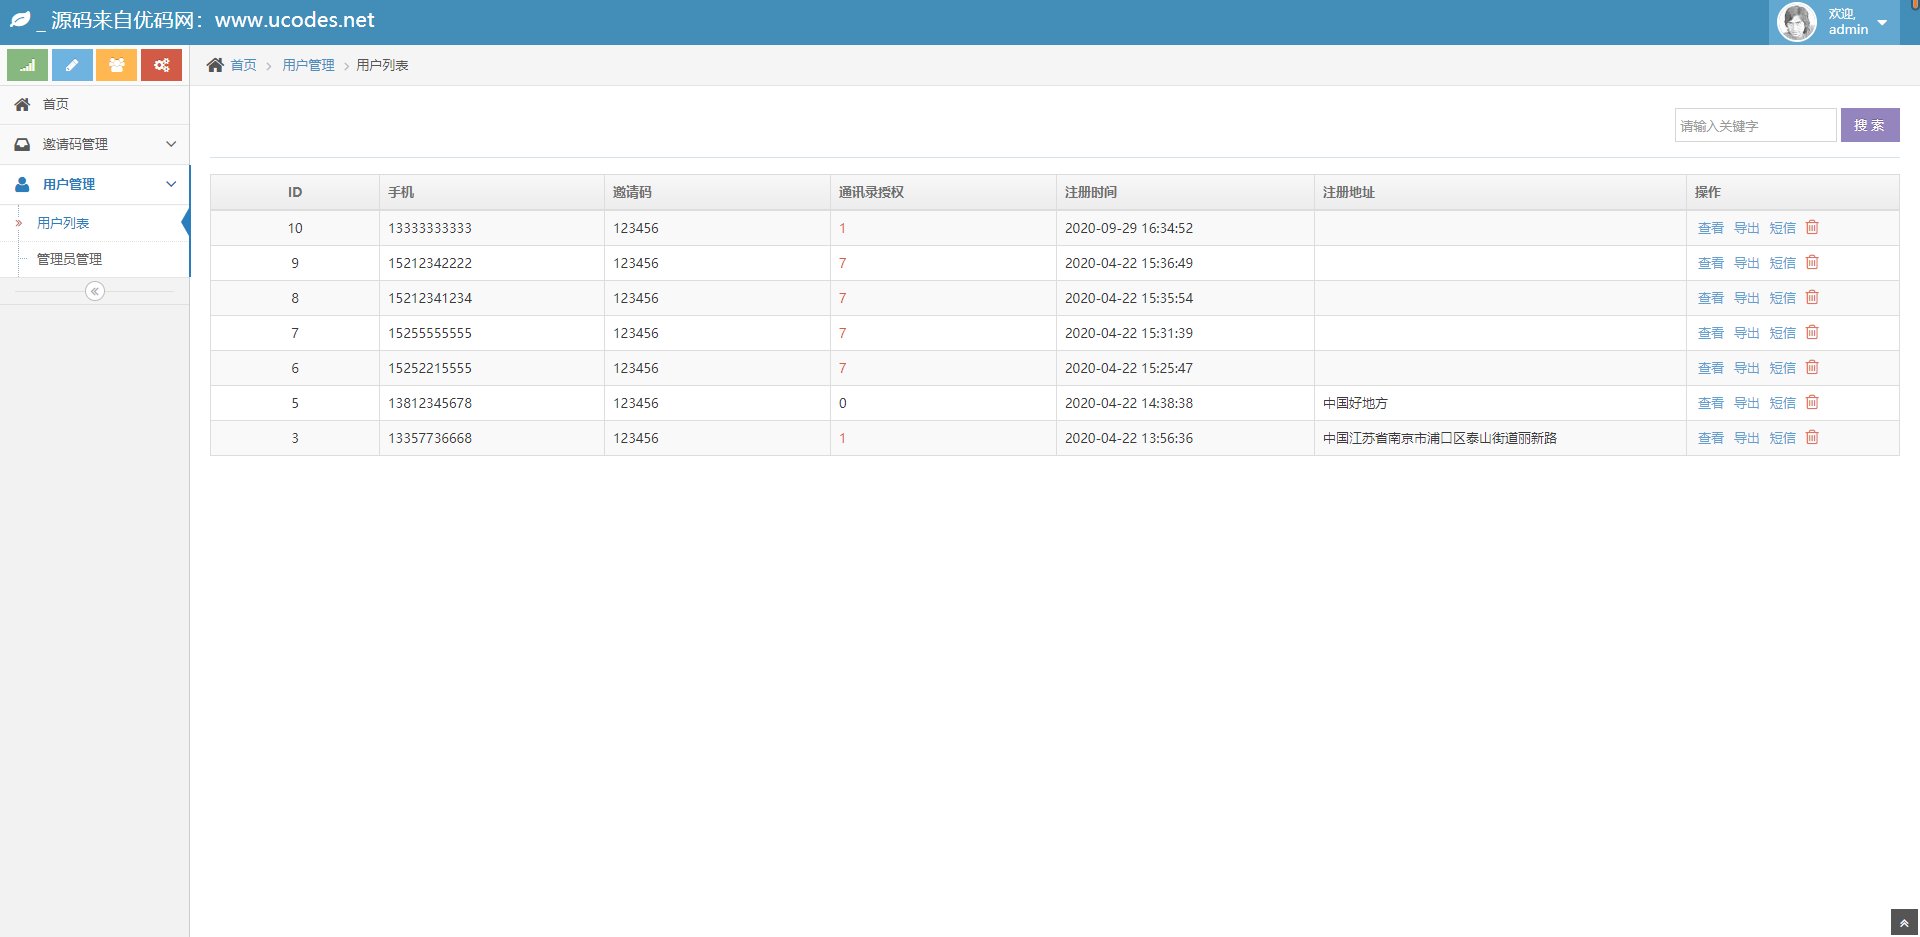 _ 源码来自优码网：www.ucodes.net
欢迎,
admin
首页 › 用户管理 › 用户列表
首页
邀请码管理
用户管理
用户列表
管理员管理
请输入关键字 搜 索
ID 手机 邀请码 通讯录授权 注册时间 注册地址 操作
10 13333333333 123456 1 2020-09-29 16:34:52 查看 导出 短信
9 15212342222 123456 7 2020-04-22 15:36:49 查看 导出 短信
8 15212341234 123456 7 2020-04-22 15:35:54 查看 导出 短信
7 15255555555 123456 7 2020-04-22 15:31:39 查看 导出 短信
6 15252215555 123456 7 2020-04-22 15:25:47 查看 导出 短信
5 13812345678 123456 0 2020-04-22 14:38:38 中国好地方 查看 导出 短信
3 13357736668 123456 1 2020-04-22 13:56:36 中国江苏省南京市浦口区泰山街道丽新路 查看 导出 短信